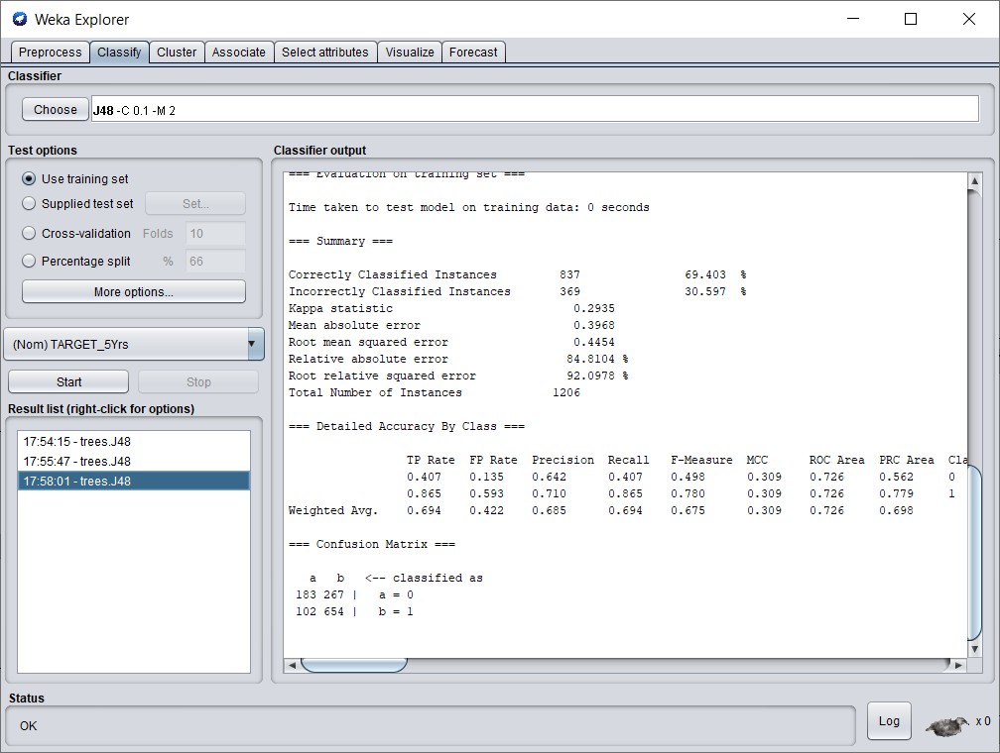 Weka Explorer
Preprocess Classify Cluster Associate Select attributes Visualize Forecast
Classifier
Choose J48 -C 0.1 -M 2
Test options
Use training set
Supplied test set Set...
Cross-validation Folds 10
Percentage split % 66
More options...
(Nom) TARGET_5Yrs
Start Stop
Result list (right-click for options)
17:54:15 - trees.J48
17:55:47 - trees.J48
17:58:01 - trees.J48
Classifier output
=== Evaluation on training set ===
Time taken to test model on training data: 0 seconds
=== Summary ===
Correctly Classified Instances 837 69.403 %
Incorrectly Classified Instances 369 30.597 %
Kappa statistic 0.2935
Mean absolute error 0.3968
Root mean squared error 0.4454
Relative absolute error 84.8104 %
Root relative squared error 92.0978 %
Total Number of Instances 1206
=== Detailed Accuracy By Class ===
TP Rate FP Rate Precision Recall F-Measure MCC ROC Area PRC Area Cla
0.407 0.135 0.642 0.407 0.498 0.309 0.726 0.562 0
0.865 0.593 0.710 0.865 0.780 0.309 0.726 0.779 1
Weighted Avg. 0.694 0.422 0.685 0.694 0.675 0.309 0.726 0.698
=== Confusion Matrix ===
a b <-- classified as
183 267 | a = 0
102 654 | b = 1
Status
OK
Log x 0